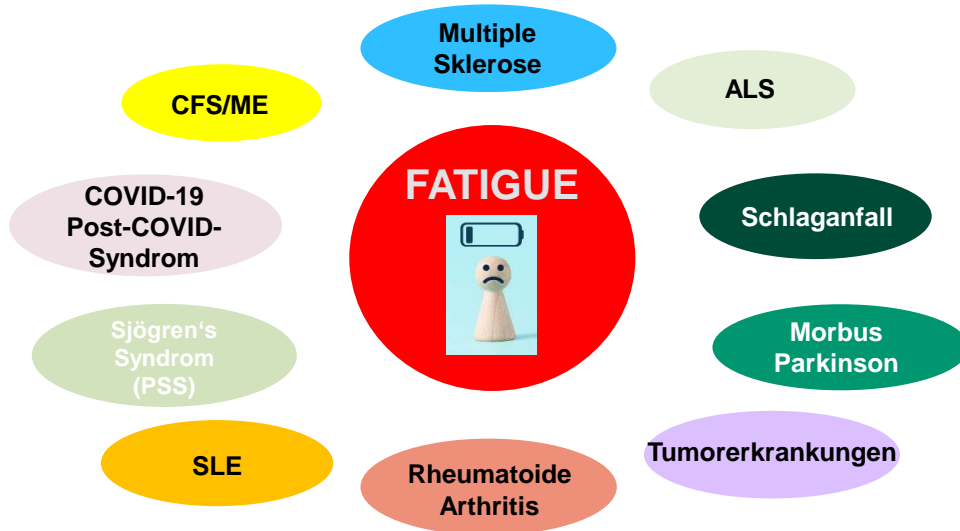 Multiple
Sklerose
ALS
CFS/ME
FATIGUE
COVID-19
Post-COVID-
Syndrom
Schlaganfall
Sjögren‘s
Syndrom
(PSS)
Morbus
Parkinson
SLE
Rheumatoide
Arthritis
Tumorerkrankungen